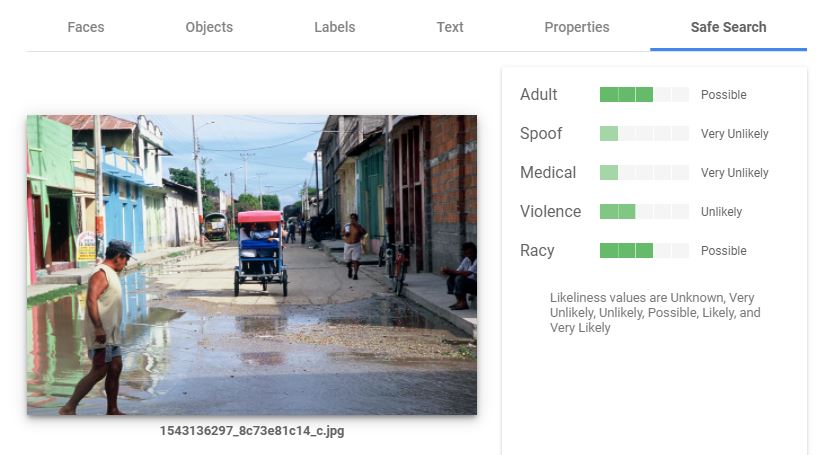 Faces Objects Labels Text Properties Safe Search
Adult Possible
Spoof Very Unlikely
Medical Very Unlikely
Violence Unlikely
Racy Possible
Likeliness values are Unknown, Very
Unlikely, Unlikely, Possible, Likely, and
Very Likely
1543136297_8c73e81c14_c.jpg